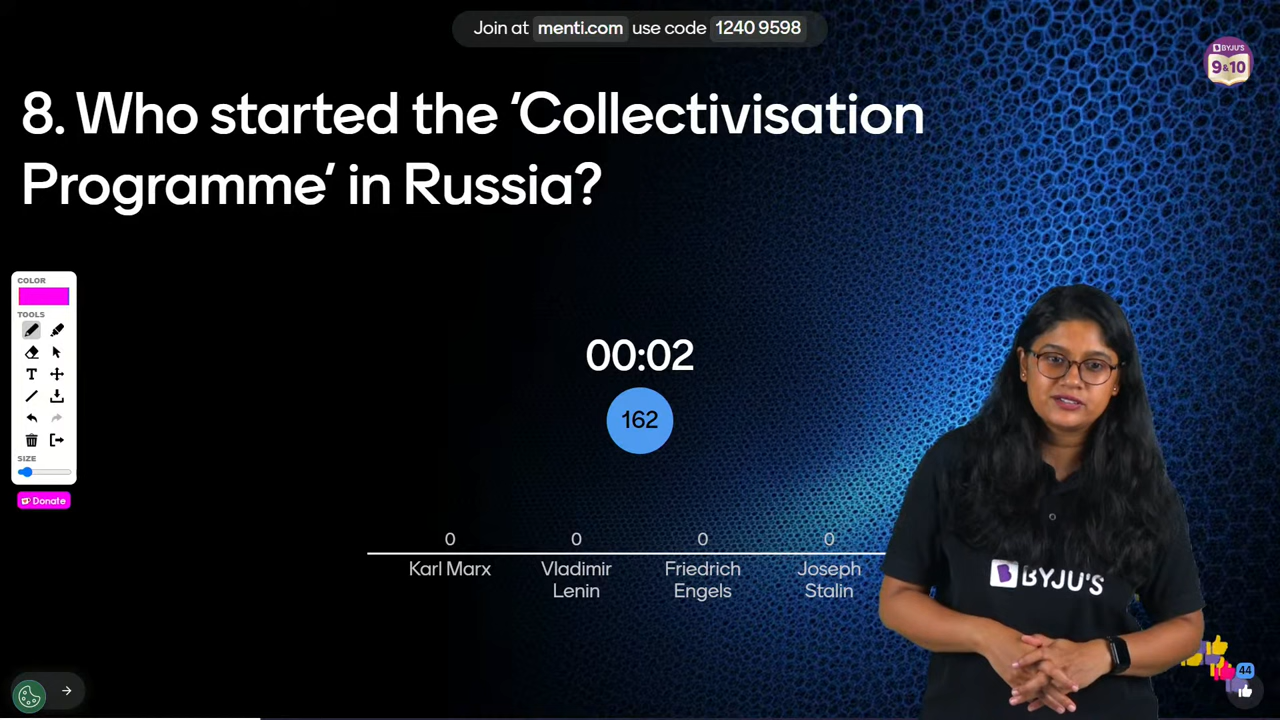 Join at menti.com use code 1240 9598
BYJU'S
9&10
8. Who started the ‘Collectivisation
Programme’ in Russia?
COLOR
TOOLS
T
SIZE
Donate
00:02
162
0 0 0 0
Karl Marx Vladimir Lenin Friedrich Engels Joseph Stalin
BYJU'S
44